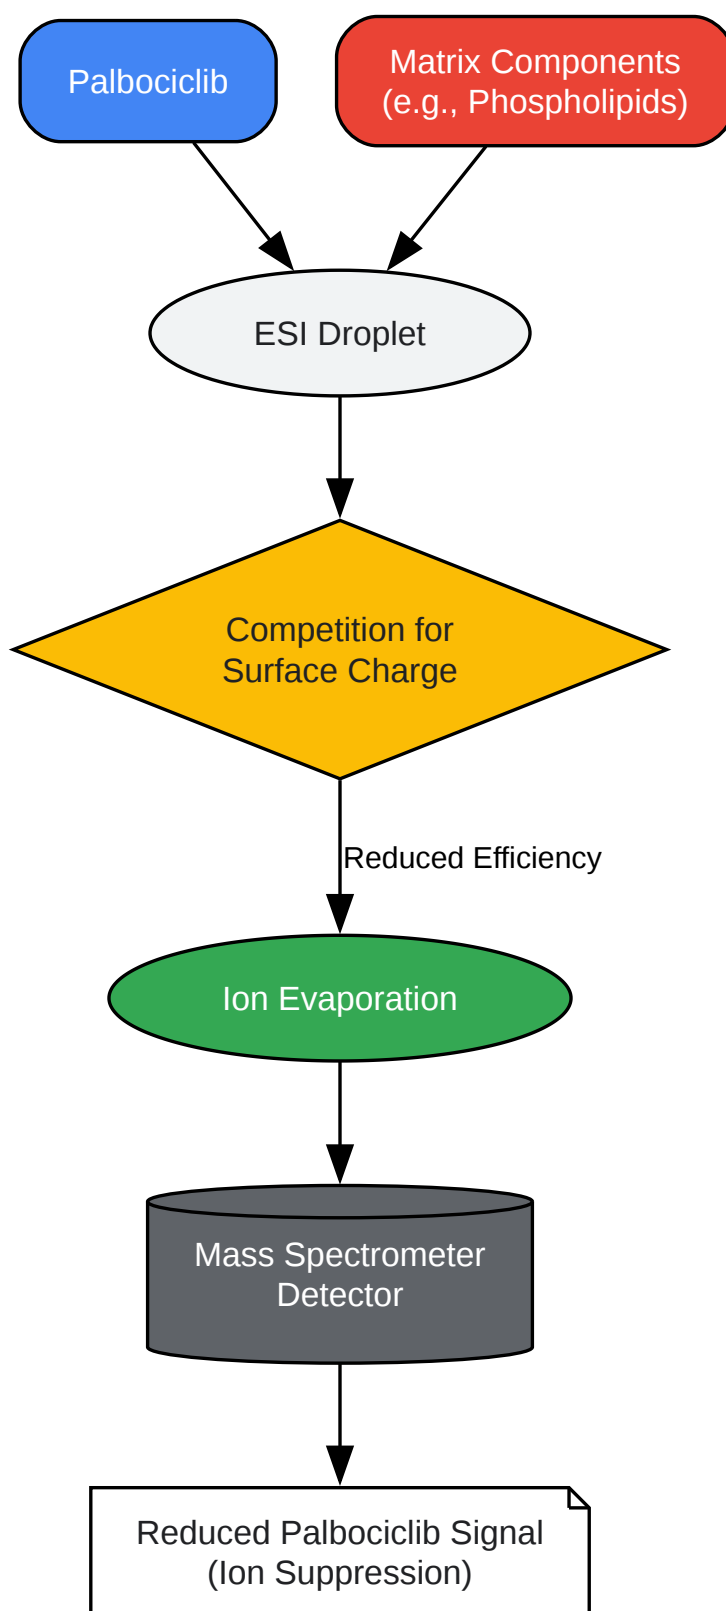 Palbociclib
Matrix Components
(e.g., Phospholipids)
ESI Droplet
Competition for
Surface Charge
Reduced Efficiency
Ion Evaporation
Mass Spectrometer
Detector
Reduced Palbociclib Signal
(Ion Suppression)